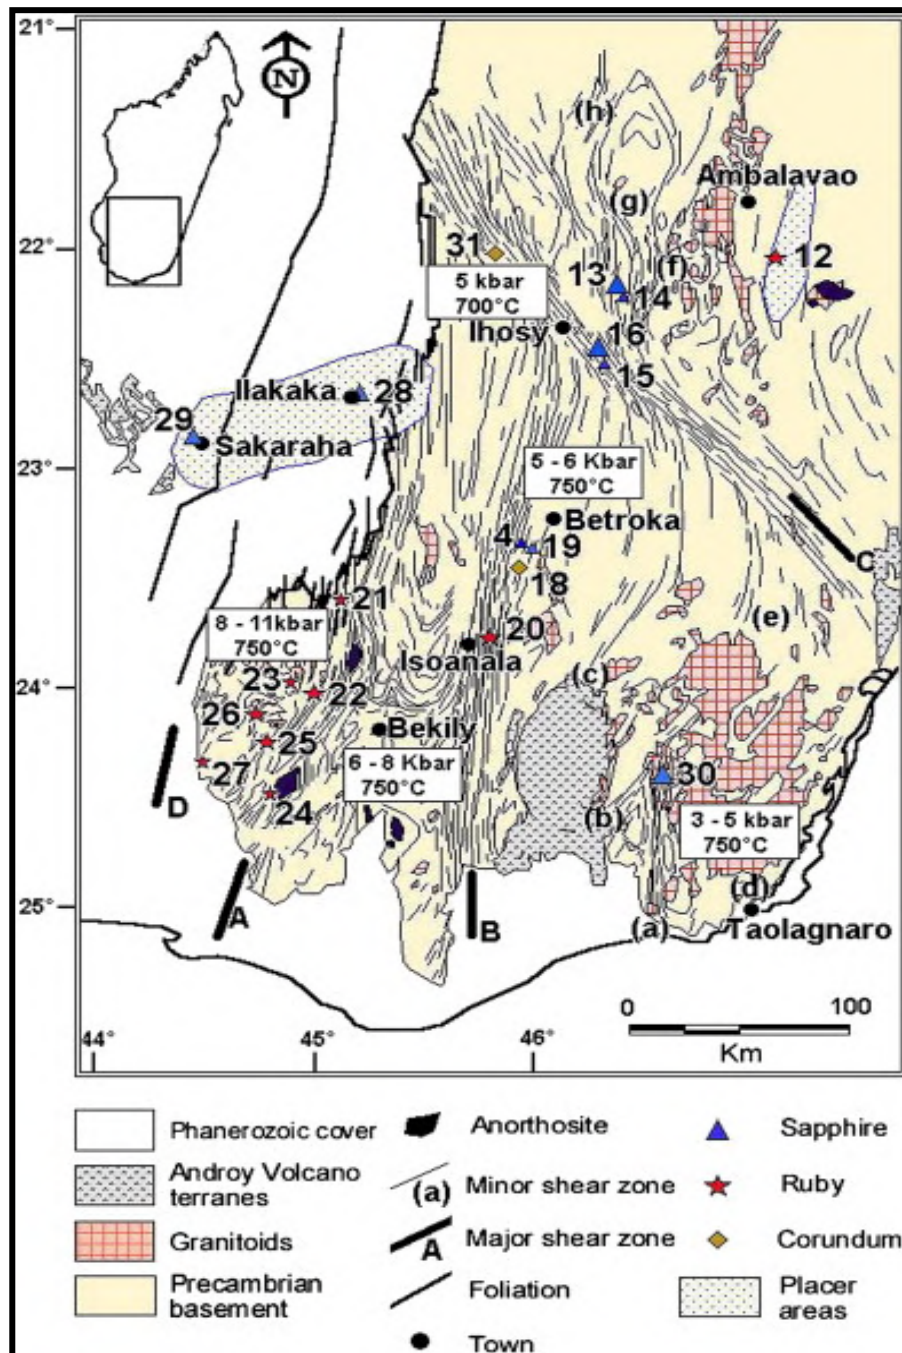 21°
N
(h)
Ambalavao
(g)
22°
31
13
(f)
12
5 kbar
700°C
14
Ihosy
16
15
Ilakaka
28
29
Sakaraha
23°
5 - 6 Kbar
750°C
Betroka
4
19
C
18
21
(e)
8 - 11kbar
750°C
20
Isoanala
23
22
(c)
24°
26
Bekily
25
27
6 - 8 Kbar
750°C
30
D
24
(b)
3 - 5 kbar
750°C
A
B
(d)
25°
(a)
Taolagnaro
0
100
Km
44°
45°
46°
Phanerozoic cover
Anorthosite
Sapphire
Androy Volcano
terranes
(a)
Minor shear zone
Ruby
Granitoids
A
Major shear zone
Corundum
Precambrian
basement
Foliation
Placer
areas
Town